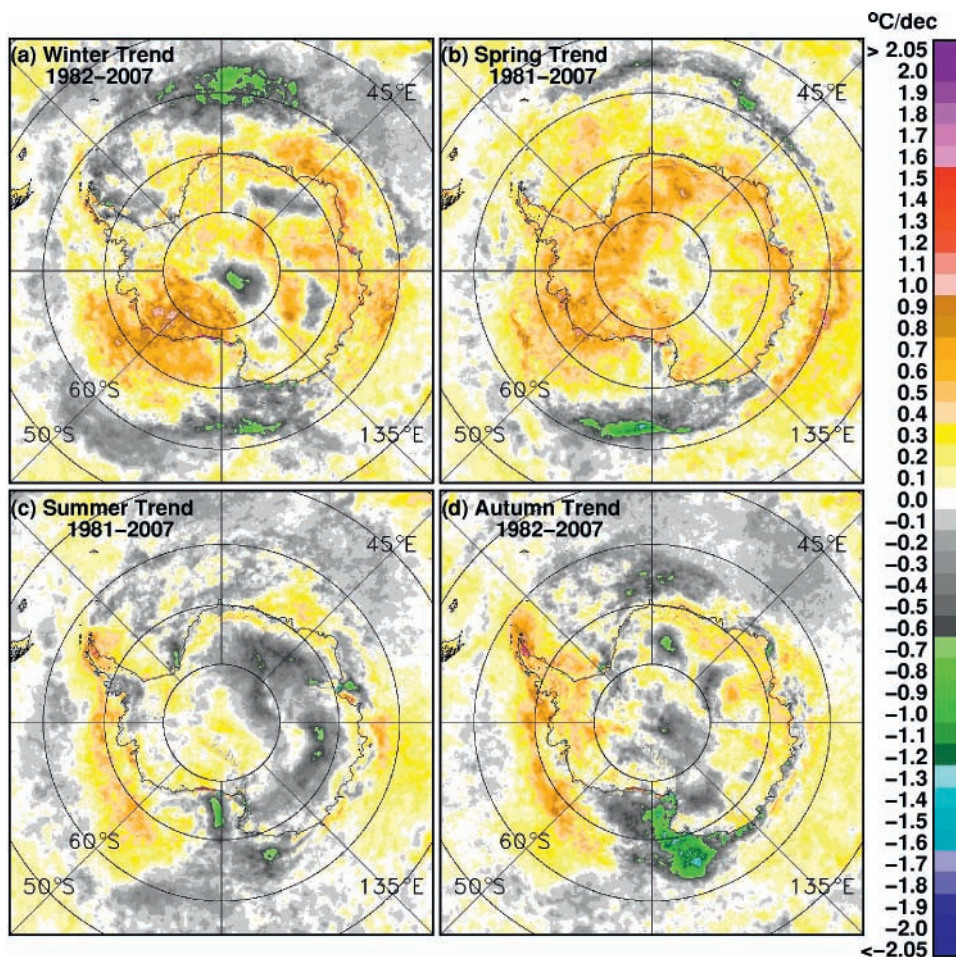 °C/dec
(a) Winter Trend
1982–2007
45°E
60°S
50°S
135°E
(b) Spring Trend
1981–2007
45°E
60°S
50°S
135°E
(c) Summer Trend
1981–2007
45°E
60°S
50°S
135°E
(d) Autumn Trend
1982–2007
45°E
60°S
50°S
135°E
> 2.05
2.0
1.9
1.8
1.7
1.6
1.5
1.4
1.3
1.2
1.1
1.0
0.9
0.8
0.7
0.6
0.5
0.4
0.3
0.2
0.1
0.0
−0.1
−0.2
−0.3
−0.4
−0.5
−0.6
−0.7
−0.8
−0.9
−1.0
−1.1
−1.2
−1.3
−1.4
−1.5
−1.6
−1.7
−1.8
−1.9
−2.0
<−2.05